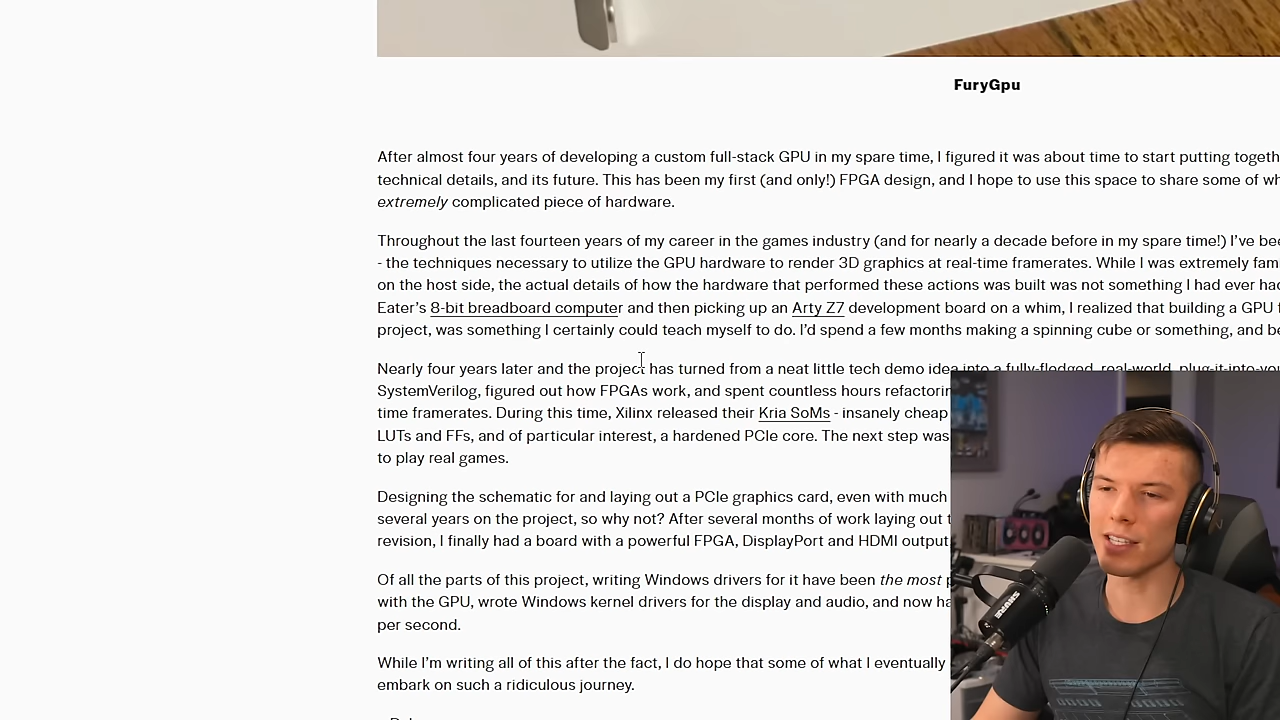 FuryGpu
After almost four years of developing a custom full-stack GPU in my spare time, I figured it was about time to start putting
technical details, and its future. This has been my first (and only!) FPGA design, and I hope to use this space to share some of
extremely complicated piece of hardware.
Throughout the last fourteen years of my career in the games industry (and for nearly a decade before in my spare time!) I've
- the techniques necessary to utilize the GPU hardware to render 3D graphics at real-time framerates. While I was extremely
on the host side, the actual details of how the hardware that performed these actions was built was not something I had ever
Eater's 8-bit breadboard computer and then picking up an Arty Z7 development board on a whim, I realized that building a GPU
project, was something I certainly could teach myself to do. I'd spend a few months making a spinning cube or something, and
Nearly four years later and the project has turned from a neat little tech demo idea into a fully-fledged, real-world,
SystemVerilog, figured out how FPGAs work, and spent countless hours
time framerates. During this time, Xilinx released their Kria SoMs - insanely cheap
LUTs and FFs, and of particular interest, a hardened PCIe core. The next step was
to play real games.
Designing the schematic for and laying out a PCIe graphics card, even with much
several years on the project, so why not? After several months of work laying out
revision, I finally had a board with a powerful FPGA, DisplayPort and HDMI output
Of all the parts of this project, writing Windows drivers for it have been the most
with the GPU, wrote Windows kernel drivers for the display and audio, and now
per second.
While I'm writing all of this after the fact, I do hope that some of what I eventually
embark on such a ridiculous journey.
SHURE